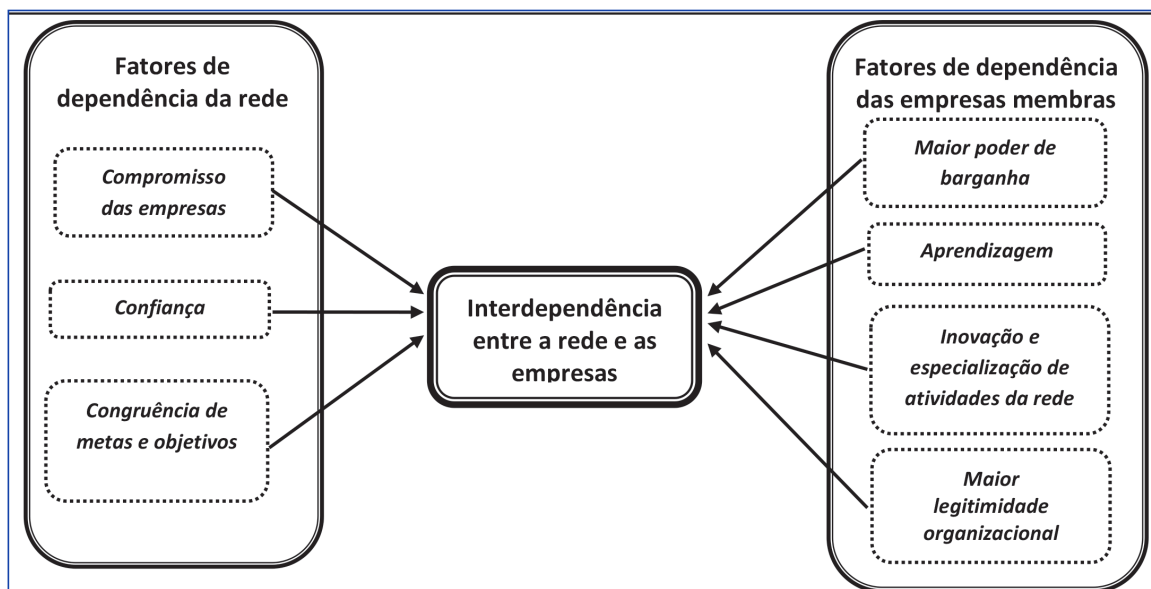 Fatores de
dependência da rede
Compromisso
das empresas
Confiança
Congruência de
metas e objetivos
Interdependência
entre a rede e as
empresas
Fatores de dependência
das empresas membras
Maior poder de
barganha
Aprendizagem
Inovação e
especialização de
atividades da rede
Maior
legitimidade
organizacional